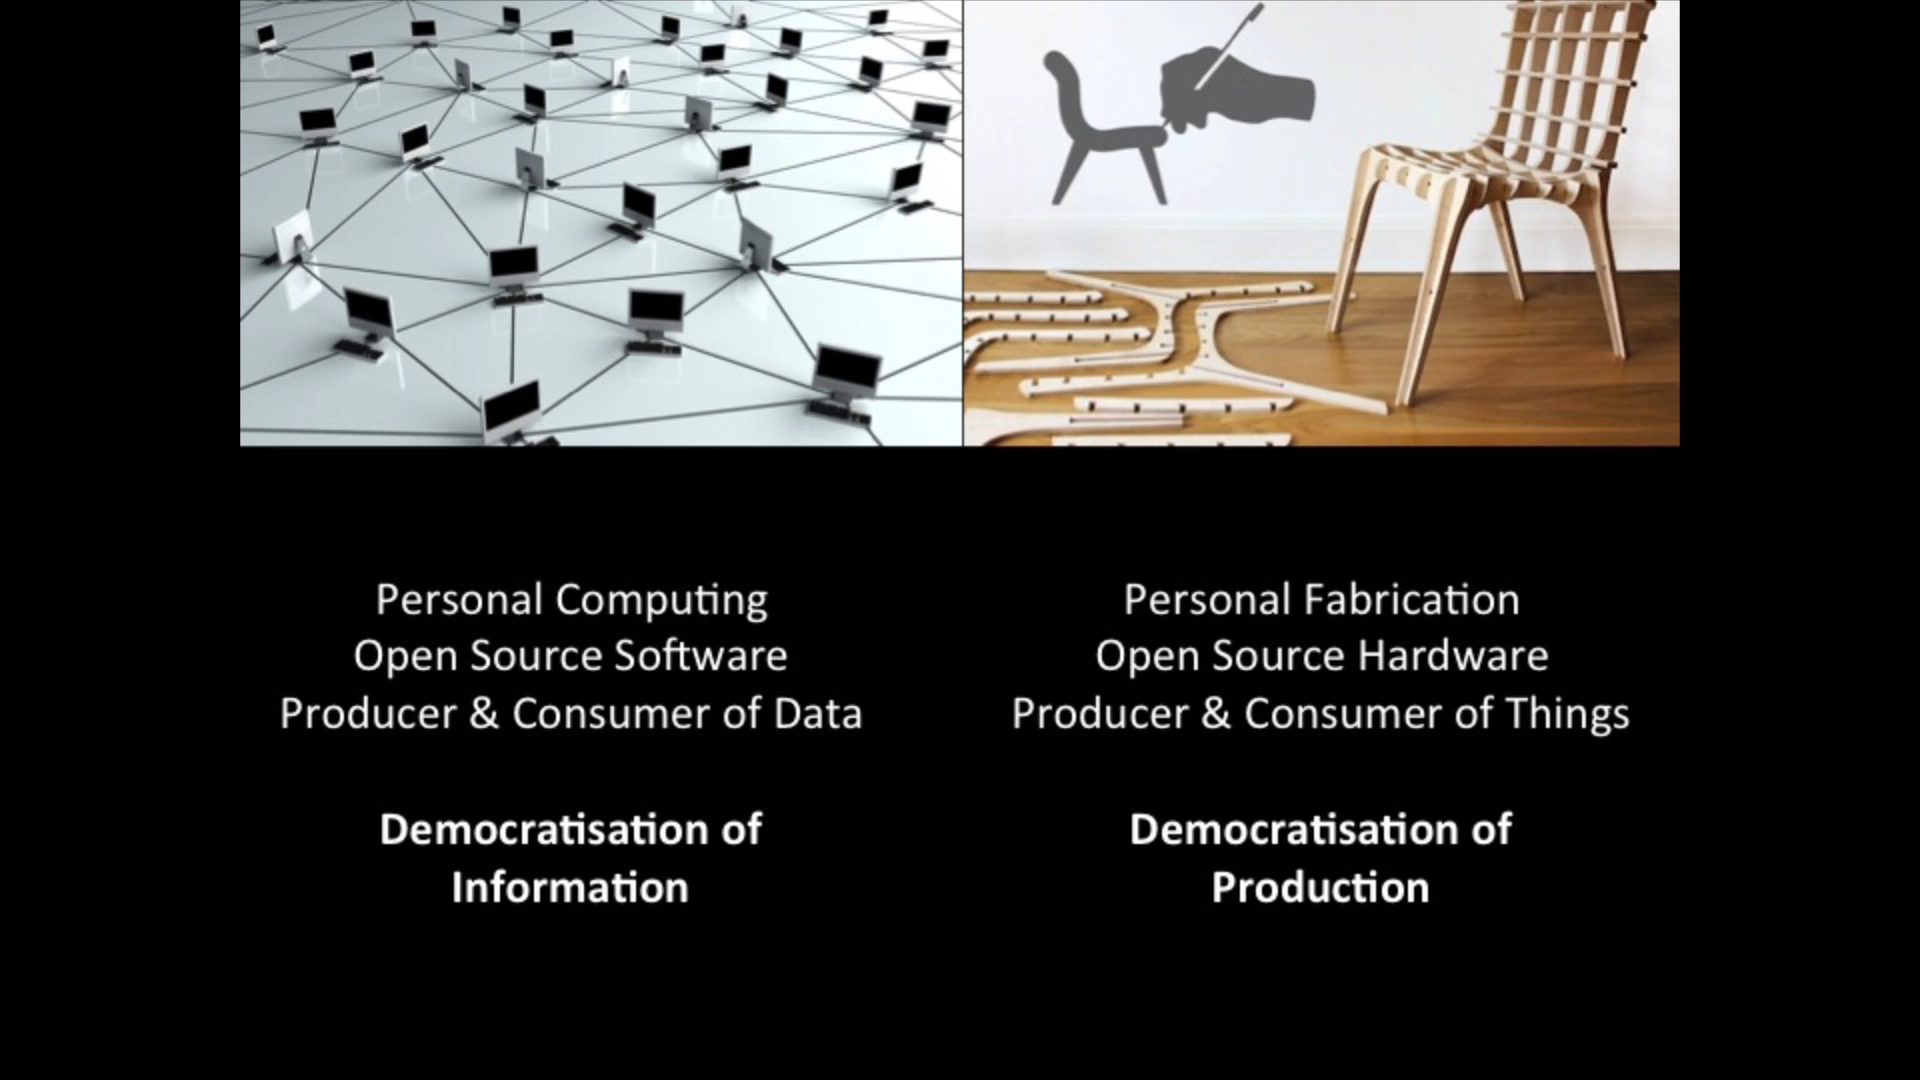 Personal Computing
Open Source Software
Producer & Consumer of Data
Democratisation of
Information
Personal Fabrication
Open Source Hardware
Producer & Consumer of Things
Democratisation of
Production